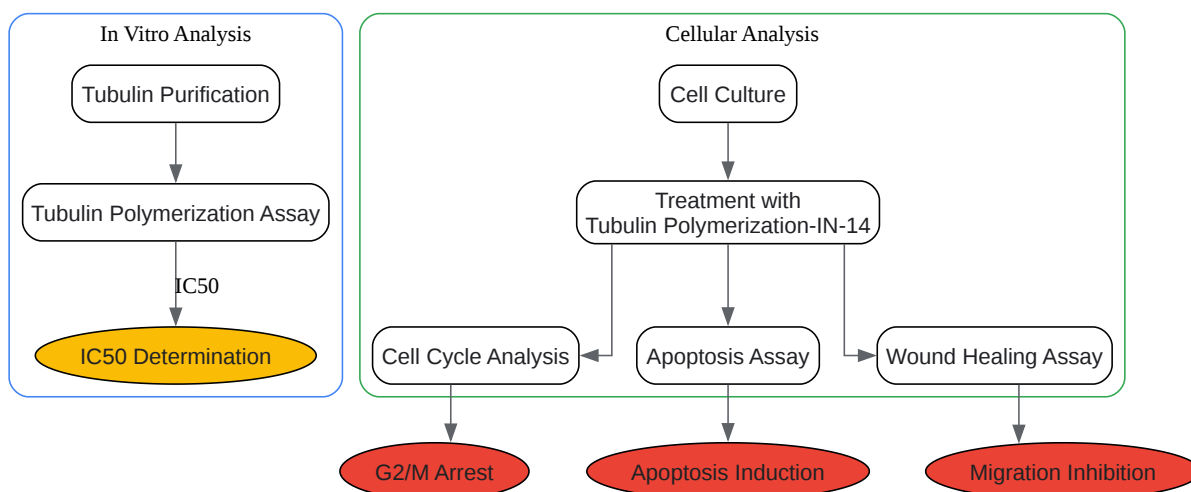 In Vitro Analysis
Tubulin Purification
Tubulin Polymerization Assay
IC50
IC50 Determination
Cellular Analysis
Cell Culture
Treatment with
Tubulin Polymerization-IN-14
Cell Cycle Analysis
Apoptosis Assay
Wound Healing Assay
G2/M Arrest
Apoptosis Induction
Migration Inhibition